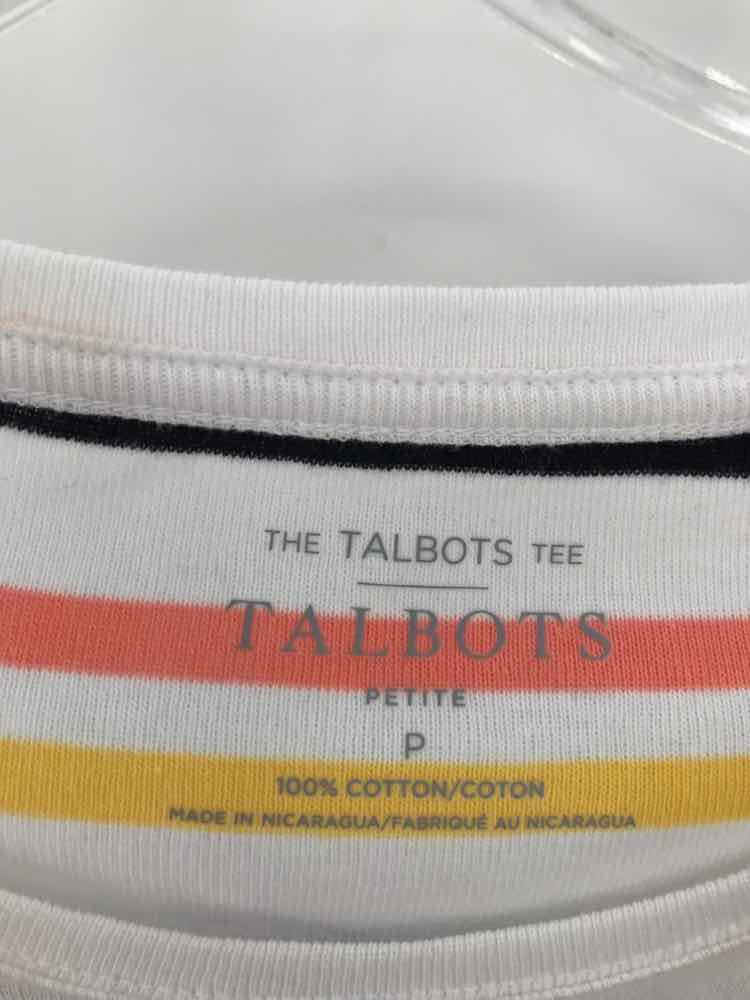 THE TALBOTS TEE
TALBOTS
PETITE
P
100% COTTON/COTON
MADE IN NICARAGUA/FABRIQUÉ AU NICARAGUA